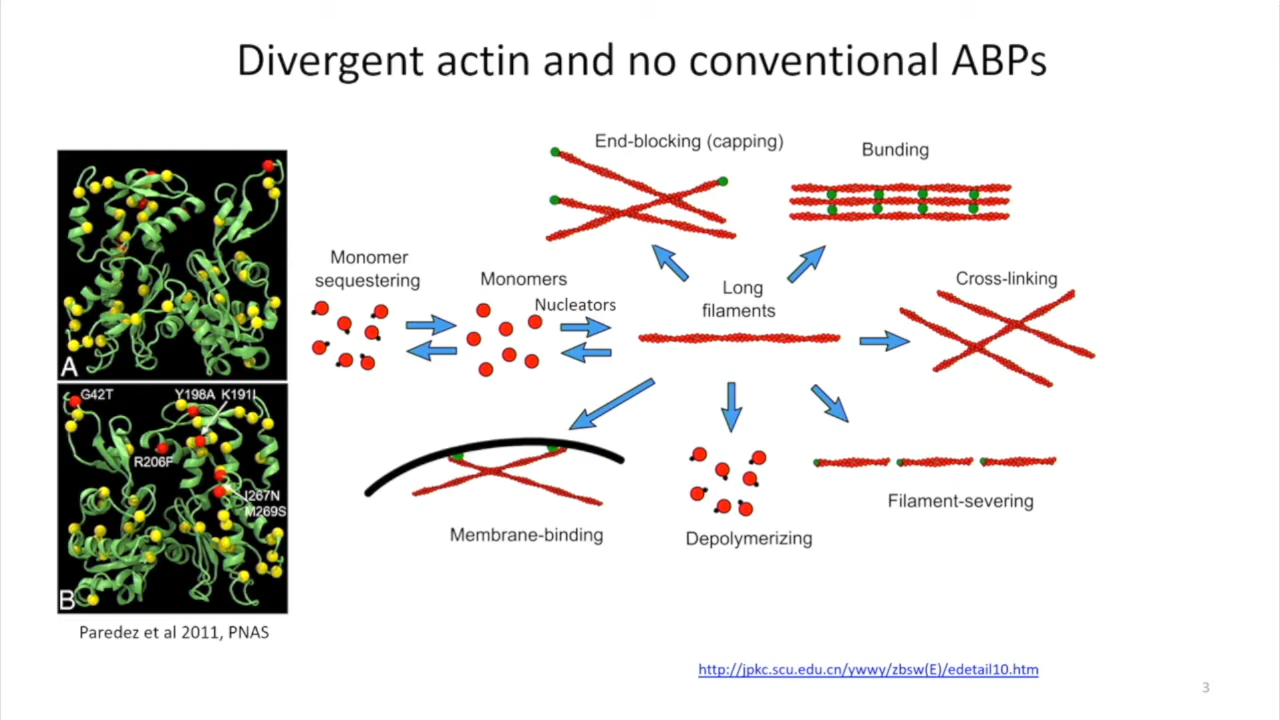 Divergent actin and no conventional ABPs
A
G42T
Y198A K191I
R206F
I267N
M269S
B
Paredez et al 2011, PNAS
End-blocking (capping)
Bunding
Monomer
sequestering
Monomers
Nucleators
Long
filaments
Cross-linking
Membrane-binding
Depolymerizing
Filament-severing
http://jpkc.scu.edu.cn/ywwy/zbsw(E)/edetail10.htm
3